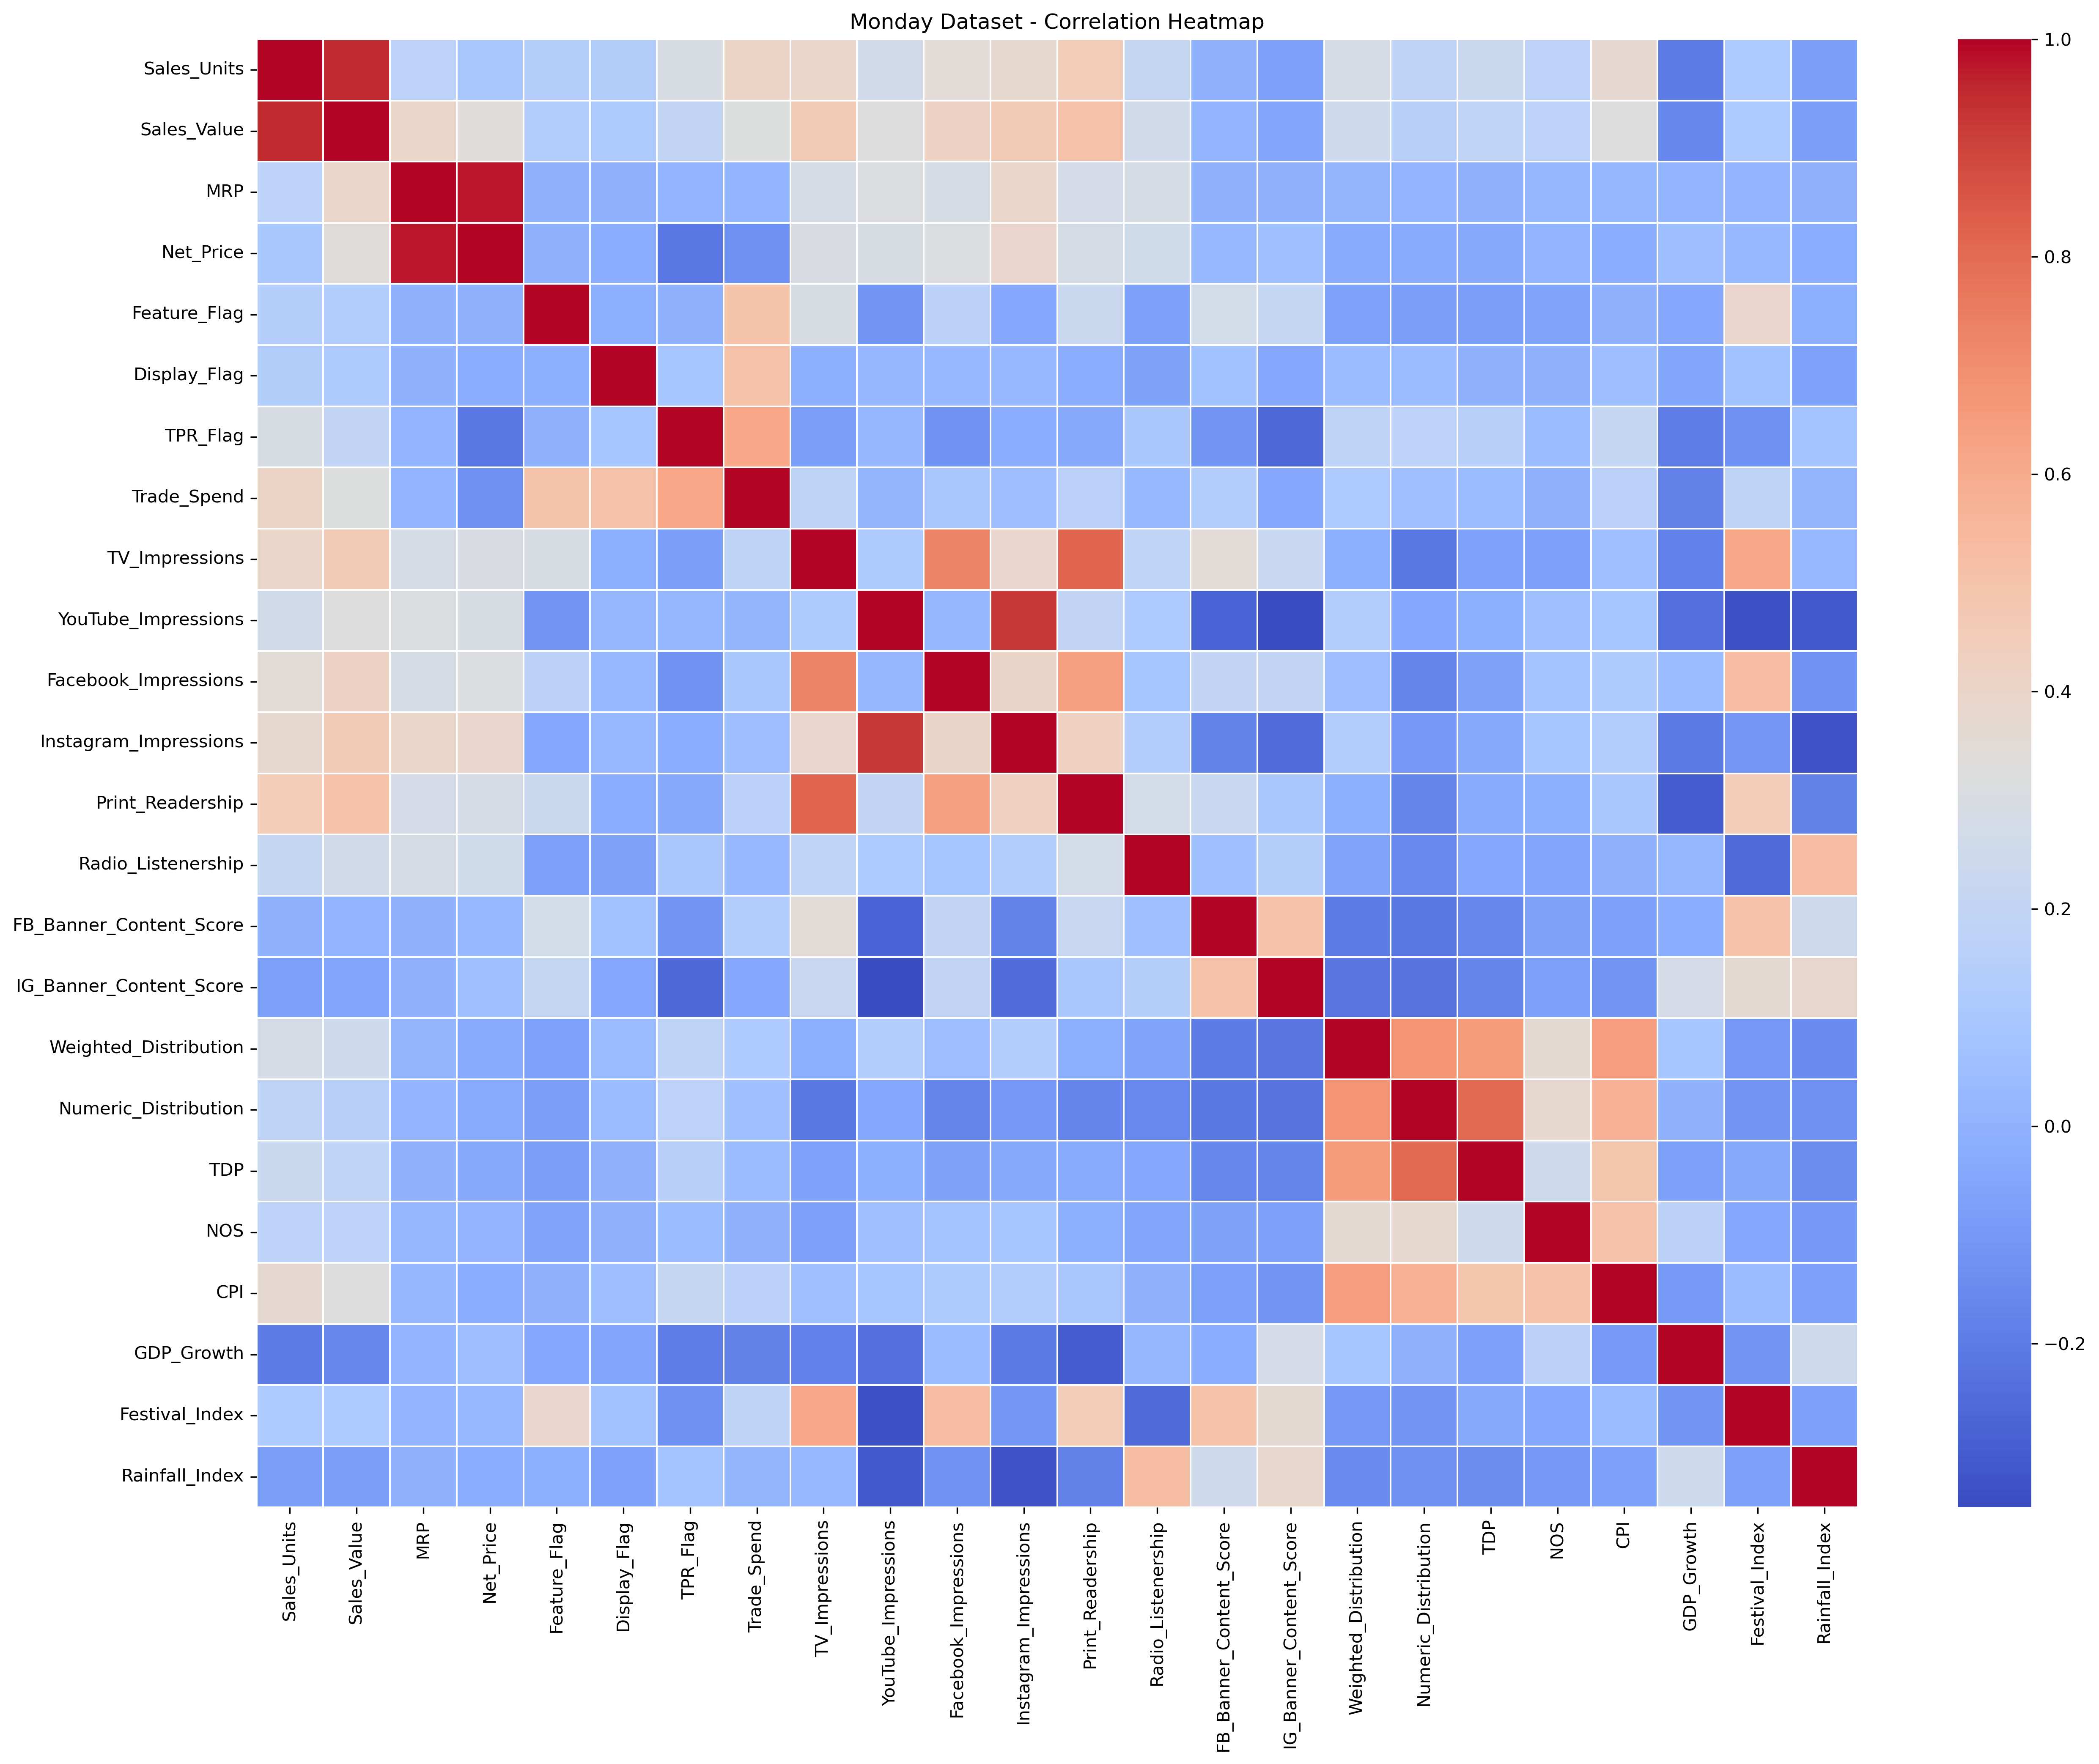 Monday Dataset - Correlation Heatmap
Sales_Units
Sales_Value
MRP
Net_Price
Feature_Flag
Display_Flag
TPR_Flag
Trade_Spend
TV_Impressions
YouTube_Impressions
Facebook_Impressions
Instagram_Impressions
Print_Readership
Radio_Listenership
FB_Banner_Content_Score
IG_Banner_Content_Score
Weighted_Distribution
Numeric_Distribution
TDP
NOS
CPI
GDP_Growth
Festival_Index
Rainfall_Index
Sales_Units
Sales_Value
MRP
Net_Price
Feature_Flag
Display_Flag
TPR_Flag
Trade_Spend
TV_Impressions
YouTube_Impressions
Facebook_Impressions
Instagram_Impressions
Print_Readership
Radio_Listenership
FB_Banner_Content_Score
IG_Banner_Content_Score
Weighted_Distribution
Numeric_Distribution
TDP
NOS
CPI
GDP_Growth
Festival_Index
Rainfall_Index
1.0
0.8
0.6
0.4
0.2
0.0
−0.2